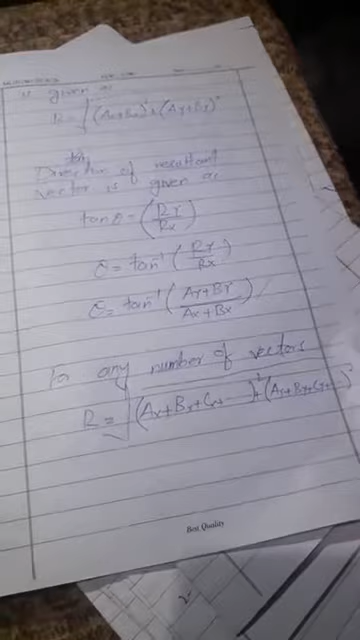 is given as
R = √(Ax+Bx)² + (Ay+By)²
Direction of resultant
vector is given as
tanθ = (Ry/Rx)
θ = tan⁻¹ (Ry/Rx)
θ = tan⁻¹ (Ay+By/Ax+Bx)
for any number of vectors
R = √(Ax+Bx+Cx+.....)² + (Ay+By+Cy+...)²
Best Quality